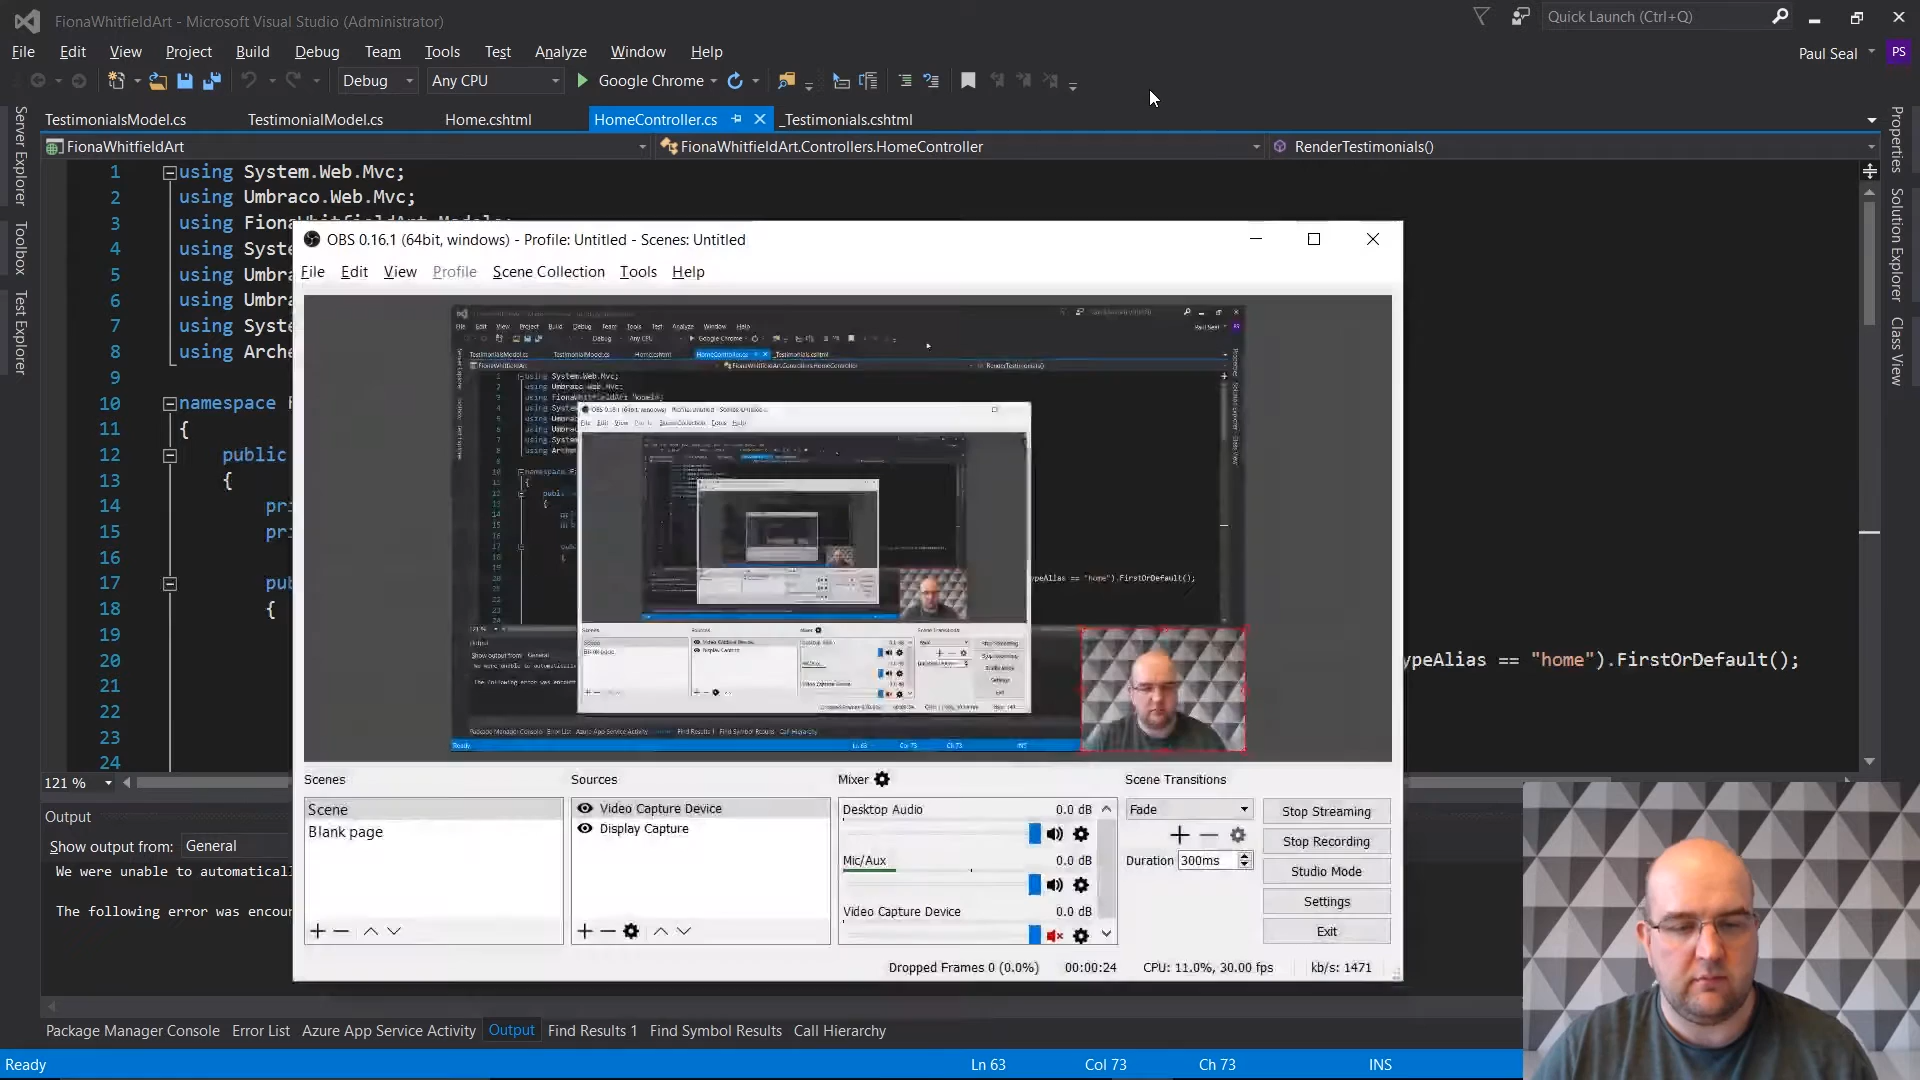 FionaWhitfieldArt - Microsoft Visual Studio (Administrator)
Quick Launch (Ctrl+Q)
File Edit View Project Build Debug Team Tools Test Analyze Window Help
Paul Seal PS
Debug Any CPU Google Chrome
TestimonialsModel.cs TestimonialModel.cs Home.cshtml HomeController.cs _Testimonials.cshtml
FionaWhitfieldArt FionaWhitfieldArt.Controllers.HomeController RenderTestimonials()
Server Explorer
Toolbox
Test Explorer
Properties
Solution Explorer
Class View
1 using System.Web.Mvc;
2 using Umbraco.Web.Mvc;
3 using FionaWhitfieldArt.Models;
4 using Syste
5 using Umbra
6 using Umbra
7 using Syste
8 using Arche
9
10 namespace F
11 {
12 public
13 {
14 pri
15 pri
16
17 pub
18 {
19
20 ypeAlias == "home").FirstOrDefault();
21
22
23
24
121 %
OBS 0.16.1 (64bit, windows) - Profile: Untitled - Scenes: Untitled
File Edit View Profile Scene Collection Tools Help
Scenes
Scene
Blank page
Sources
Video Capture Device
Display Capture
Mixer
Desktop Audio 0.0 dB
Mic/Aux 0.0 dB
Video Capture Device 0.0 dB
Scene Transitions
Fade
Duration 300ms
Stop Streaming
Stop Recording
Studio Mode
Settings
Exit
Dropped Frames 0 (0.0%) 00:00:24 CPU: 11.0%, 30.00 fps kb/s: 1471
Output
Show output from: General
We were unable to automaticall
The following error was encoun
Package Manager Console Error List Azure App Service Activity Output Find Results 1 Find Symbol Results Call Hierarchy
Ready Ln 63 Col 73 Ch 73 INS